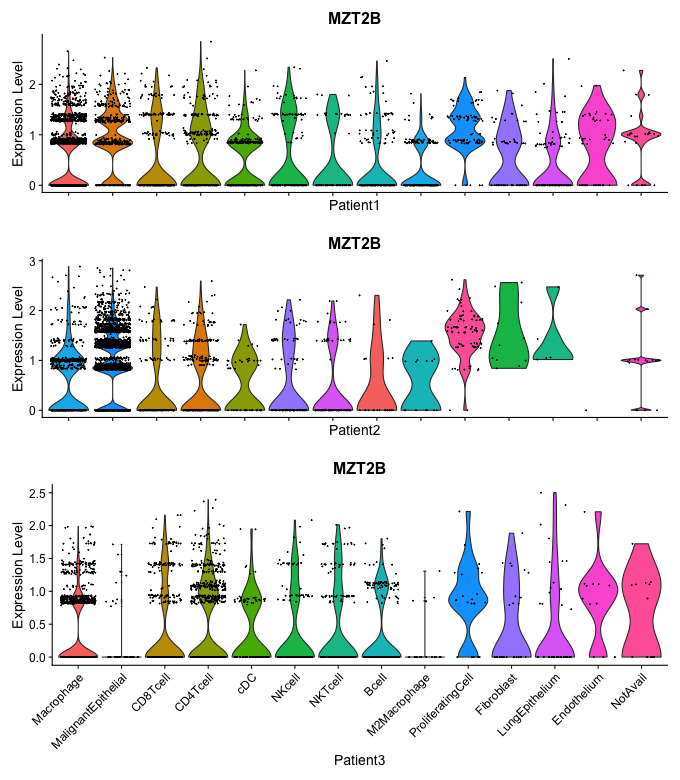 MZT2B
Expression Level
2
1
0
Patient1
MZT2B
Expression Level
3
2
1
0
Patient2
MZT2B
Expression Level
2.5
2.0
1.5
1.0
0.5
0.0
Macrophage
MalignantEpithelial
CD8Tcell
CD4Tcell
cDC
NKcell
NKTcell
Bcell
M2Macrophage
ProliferatingCell
Fibroblast
LungEpithelium
Endothelium
NotAvail
Patient3